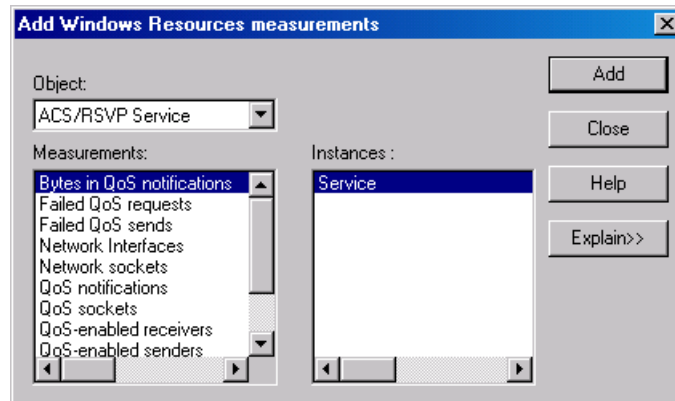 Add Windows Resources measurements
Object:
ACS/RSVP Service
Measurements:
Bytes in QoS notifications
Failed QoS requests
Failed QoS sends
Network Interfaces
Network sockets
QoS notifications
QoS sockets
QoS-enabled receivers
QoS-enabled senders
Instances :
Service
Add
Close
Help
Explain>>